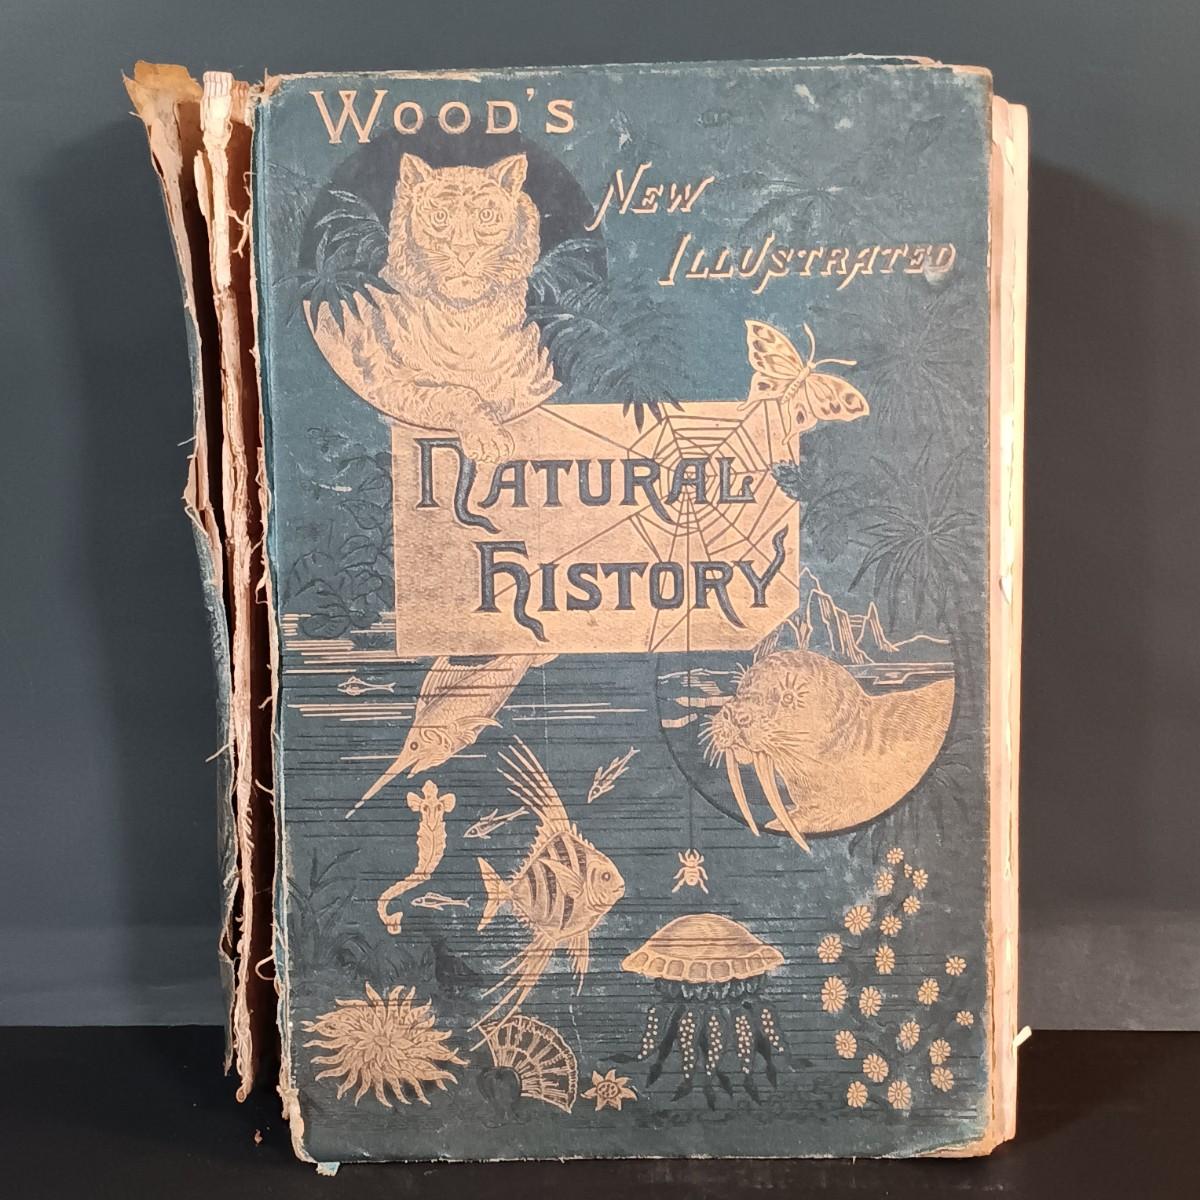 WOOD'S
NEW
ILLUSTRATED
NATURAL
HISTORY